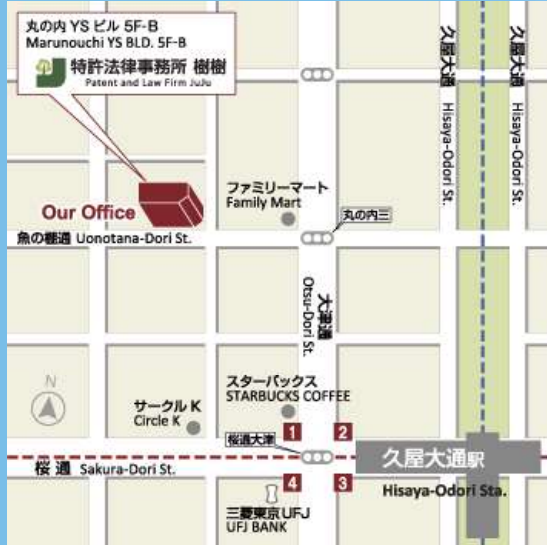 丸の内 YS ビル 5F-B
Marunouchi YS BLD. 5F-B
特許法律事務所 樹樹
Patent and Law Firm JuJu
久屋大通 Hisaya-Odori St.
久屋大通 Hisaya-Odori St.
Our Office
ファミリーマート
Family Mart
丸の内三
魚の棚通 Uonotana-Dori St.
大津通
Otsu-Dori St.
N
スターバックス
STARBUCKS COFFEE
サークル K
Circle K
1
2
桜通大津
久屋大通駅
桜 通 Sakura-Dori St.
4
3
Hisaya-Odori Sta.
三菱東京UFJ
UFJ BANK